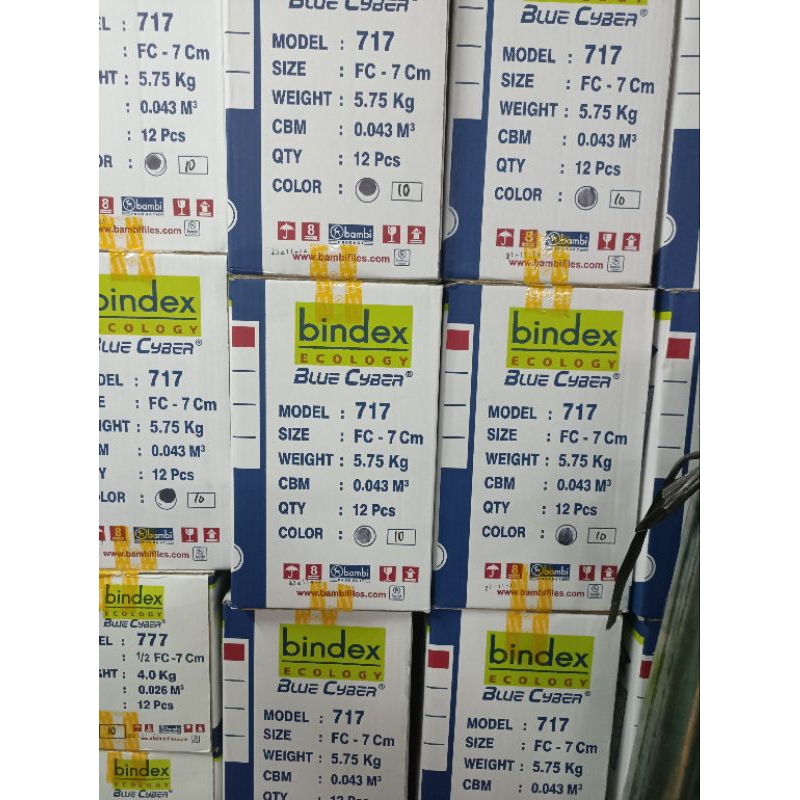 EL : 717
: FC - 7 Cm
HT : 5.75 Kg
: 0.043 M³
: 12 Pcs
OR : 10
8 bambi
www.bambifiles.com
BLUE CYBER
MODEL : 717
SIZE : FC - 7 Cm
WEIGHT : 5.75 Kg
CBM : 0.043 M³
QTY : 12 Pcs
COLOR : 10
8 bambi
www.bambifiles.com
BLUE CYBER®
MODEL : 717
SIZE : FC - 7 Cm
WEIGHT : 5.75 Kg
CBM : 0.043 M³
QTY : 12 Pcs
COLOR : 10
8 bambi
www.bambifiles.com
bindex
ECOLOGY
BLUE CYBER®
DEL : 717
E : FC - 7 Cm
IGHT : 5.75 Kg
M : 0.043 M³
: 12 Pcs
OLOR : 10
8 bambi
www.bambifiles.com
bindex
ECOLOGY
BLUE CYBER®
MODEL : 717
SIZE : FC - 7 Cm
WEIGHT : 5.75 Kg
CBM : 0.043 M³
QTY : 12 Pcs
COLOR : 10
8 bambi
www.bambifiles.com
bindex
ECOLOGY
BLUE CYBER®
MODEL : 717
SIZE : FC - 7 Cm
WEIGHT : 5.75 Kg
CBM : 0.043 M³
QTY : 12 Pcs
COLOR : 10
8 bambi
www.bambifiles.com
bindex
ECOLOGY
BLUE CYBER®
EL : 777
: 1/2 FC - 7 Cm
HT : 4.0 Kg
: 0.026 M³
: 12 Pcs
10
bindex
BLUE CYBER®
bindex
ECOLOGY
BLUE CYBER®
MODEL : 717
SIZE : FC - 7 Cm
WEIGHT : 5.75 Kg
CBM : 0.043 M³
QTY : 12 Pcs
bindex
ECOLOGY
BLUE CYBER®
MODEL : 717
SIZE : FC - 7 Cm
WEIGHT : 5.75 Kg
CBM : 0.043 M³